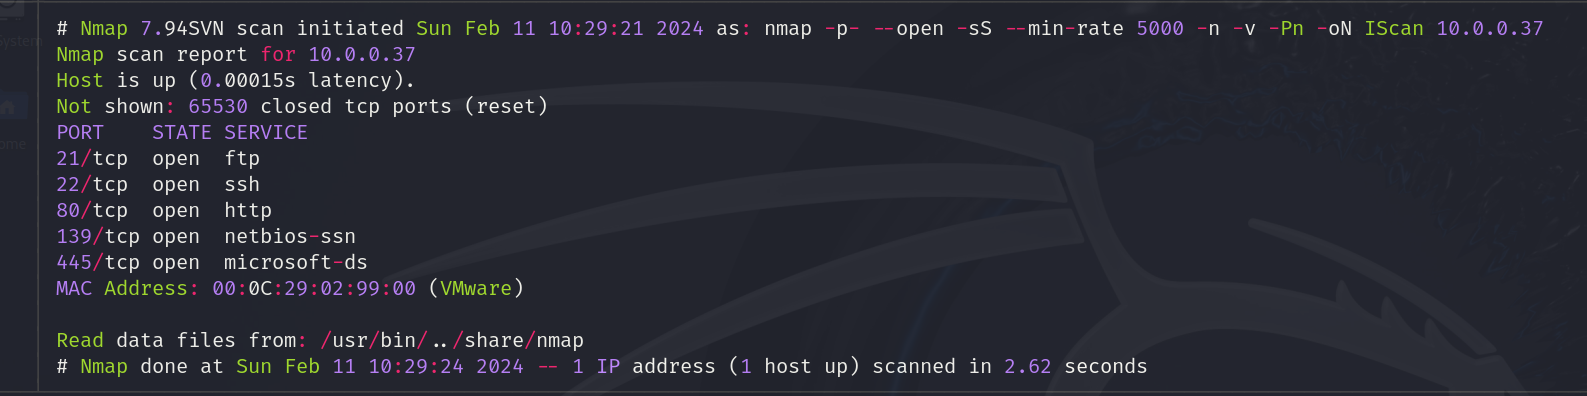 # Nmap 7.94SVN scan initiated Sun Feb 11 10:29:21 2024 as: nmap -p- --open -sS --min-rate 5000 -n -v -Pn -oN IScan 10.0.0.37
Nmap scan report for 10.0.0.37
Host is up (0.00015s latency).
Not shown: 65530 closed tcp ports (reset)
PORT    STATE SERVICE
21/tcp  open  ftp
22/tcp  open  ssh
80/tcp  open  http
139/tcp open  netbios-ssn
445/tcp open  microsoft-ds
MAC Address: 00:0C:29:02:99:00 (VMware)
Read data files from: /usr/bin/../share/nmap
# Nmap done at Sun Feb 11 10:29:24 2024 -- 1 IP address (1 host up) scanned in 2.62 seconds